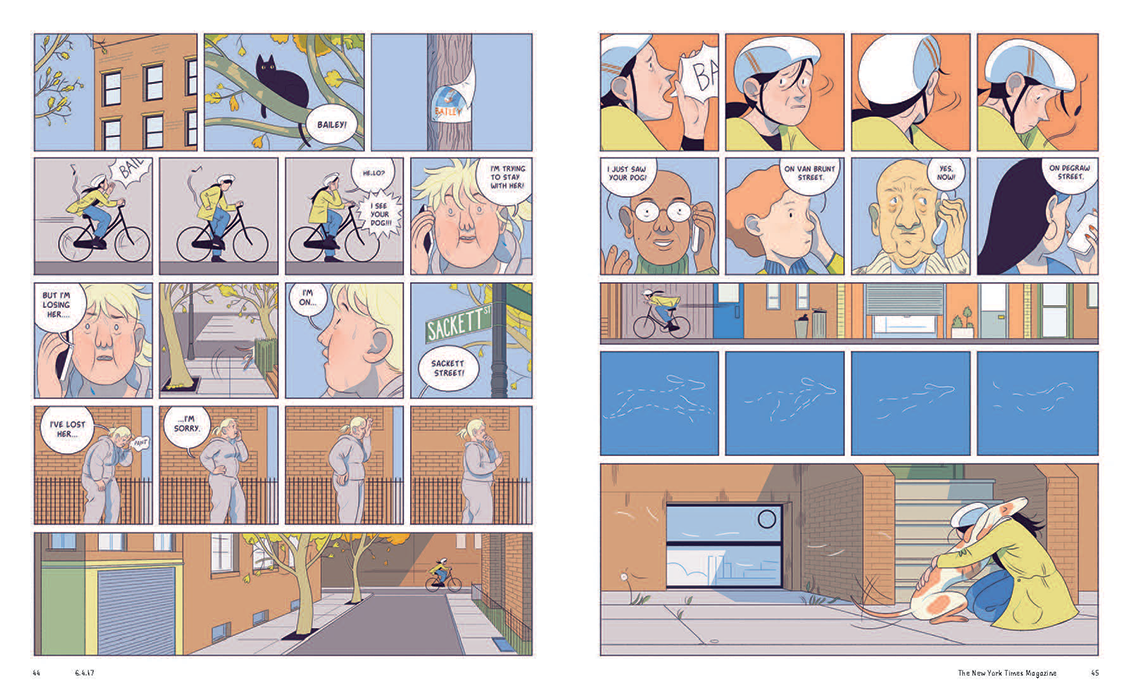 BAILEY!
BAILEY
BAIL
HELLO?
I SEE
YOUR
DOG!!!
I'M TRYING
TO STAY
WITH HER!
BUT I'M
LOSING
HER....
I'M
ON...
SACKETT ST
SACKETT
STREET!
I'VE LOST
HER...
PANT
...I'M
SORRY.
44
6.4.17
BA
I JUST SAW
YOUR DOG!
ON VAN BRUNT
STREET.
YES,
NOW!
ON DEGRAW
STREET.
The New York Times Magazine
45